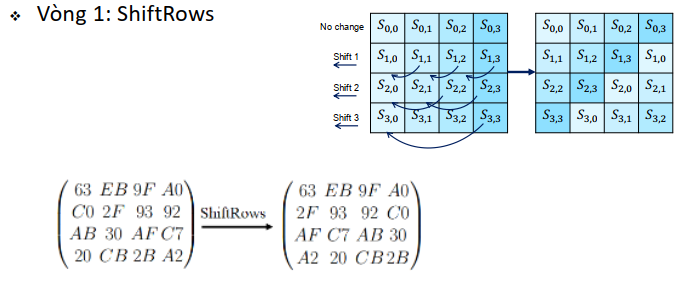 ❖ Vòng 1: ShiftRows
No change S0,0 S0,1 S0,2 S0,3 S0,0 S0,1 S0,2 S0,3
Shift 1 S1,0 S1,1 S1,2 S1,3 S1,1 S1,2 S1,3 S1,0
Shift 2 S2,0 S2,1 S2,2 S2,3 S2,2 S2,3 S2,0 S2,1
Shift 3 S3,0 S3,1 S3,2 S3,3 S3,3 S3,0 S3,1 S3,2
63 EB 9F A0 63 EB 9F A0
C0 2F 93 92 ShiftRows 2F 93 92 C0
AB 30 AF C7 AF C7 AB 30
20 CB 2B A2 A2 20 CB 2B